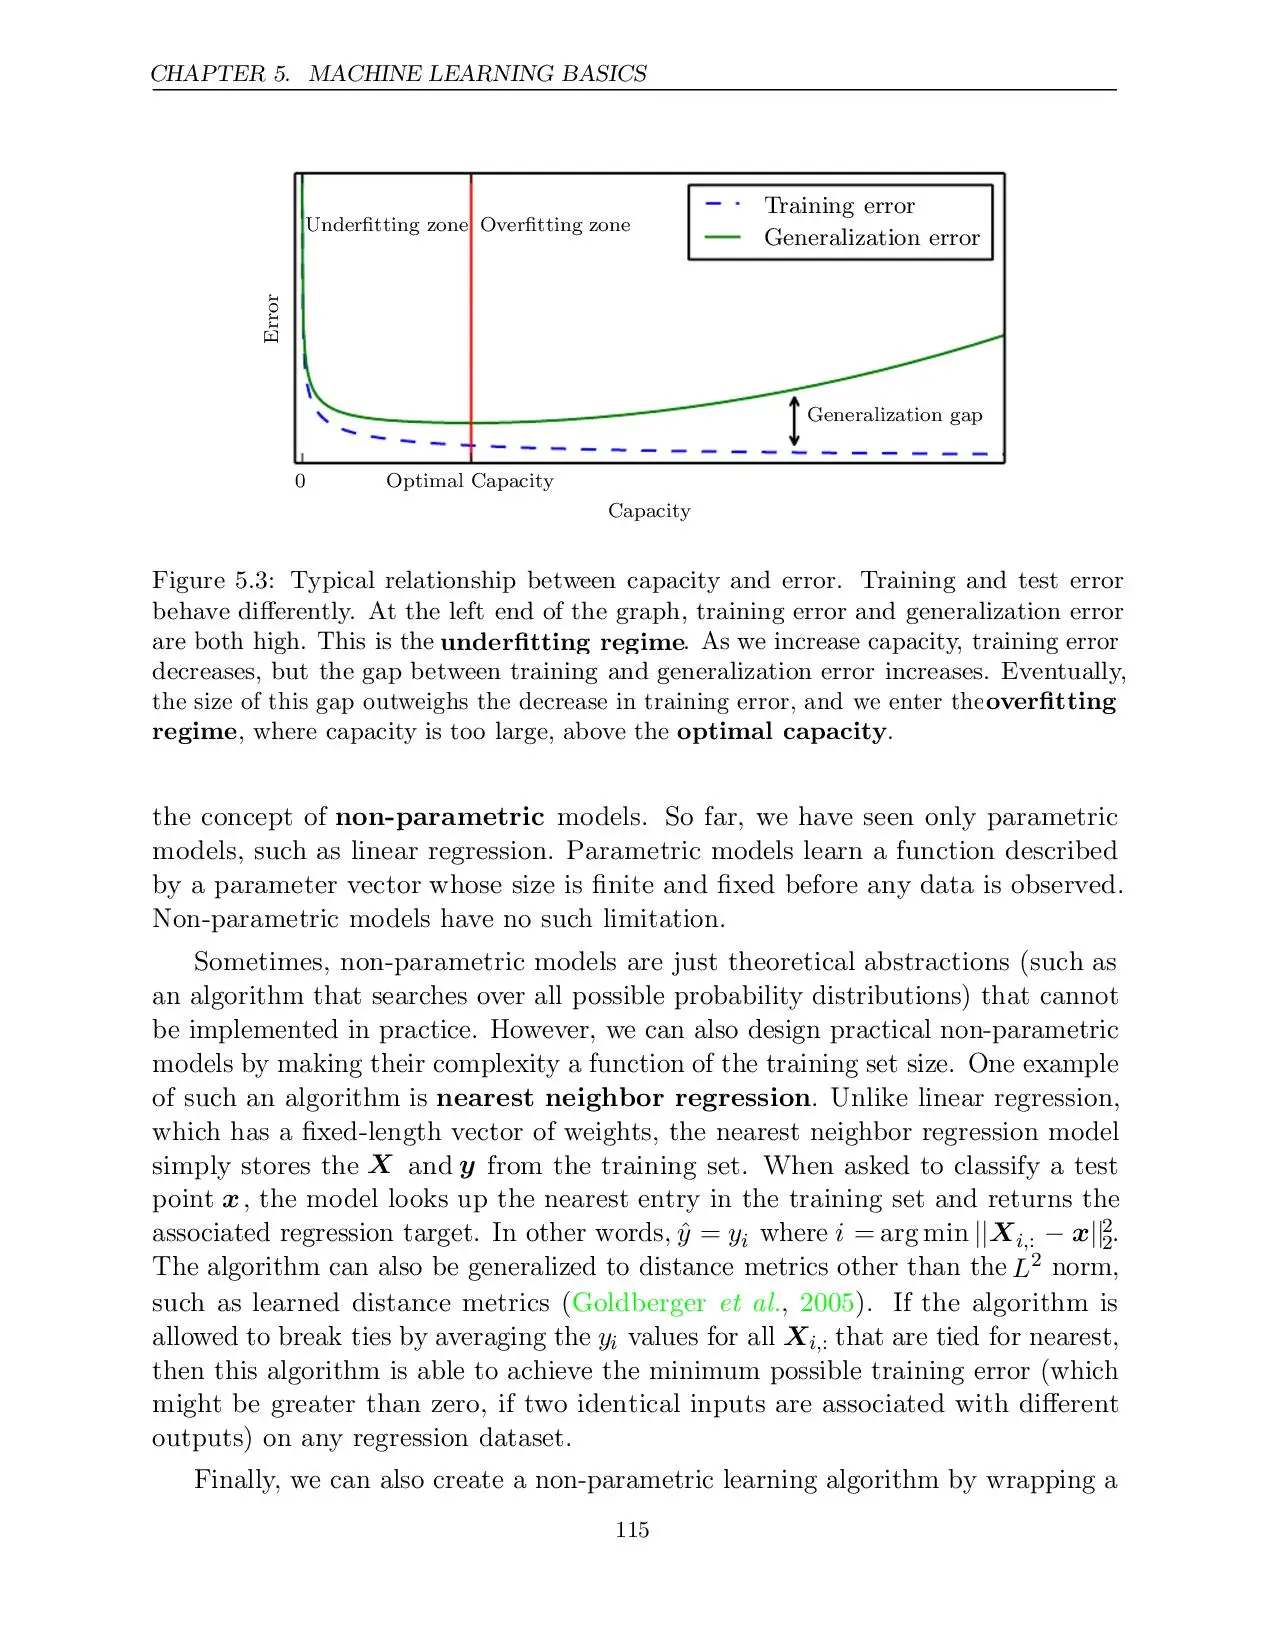 CHAPTER 5. MACHINE LEARNING BASICS
Training error
Generalization error
Underfitting zone
Overfitting zone
Error
Generalization gap
0
Optimal Capacity
Capacity
Figure 5.3: Typical relationship between capacity and error. Training and test error
behave differently. At the left end of the graph, training error and generalization error
are both high. This is the underfitting regime. As we increase capacity, training error
decreases, but the gap between training and generalization error increases. Eventually,
the size of this gap outweighs the decrease in training error, and we enter the overfitting
regime, where capacity is too large, above the optimal capacity.
the concept of non-parametric models. So far, we have seen only parametric
models, such as linear regression. Parametric models learn a function described
by a parameter vector whose size is finite and fixed before any data is observed.
Non-parametric models have no such limitation.
Sometimes, non-parametric models are just theoretical abstractions (such as
an algorithm that searches over all possible probability distributions) that cannot
be implemented in practice. However, we can also design practical non-parametric
models by making their complexity a function of the training set size. One example
of such an algorithm is nearest neighbor regression. Unlike linear regression,
which has a fixed-length vector of weights, the nearest neighbor regression model
simply stores the X and y from the training set. When asked to classify a test
point x, the model looks up the nearest entry in the training set and returns the
associated regression target. In other words, ŷ = y_i where i = arg min ||X_{i,:} − x||_2^2.
The algorithm can also be generalized to distance metrics other than the L^2 norm,
such as learned distance metrics (Goldberger et al., 2005). If the algorithm is
allowed to break ties by averaging the y_i values for all X_{i,:} that are tied for nearest,
then this algorithm is able to achieve the minimum possible training error (which
might be greater than zero, if two identical inputs are associated with different
outputs) on any regression dataset.
Finally, we can also create a non-parametric learning algorithm by wrapping a
115